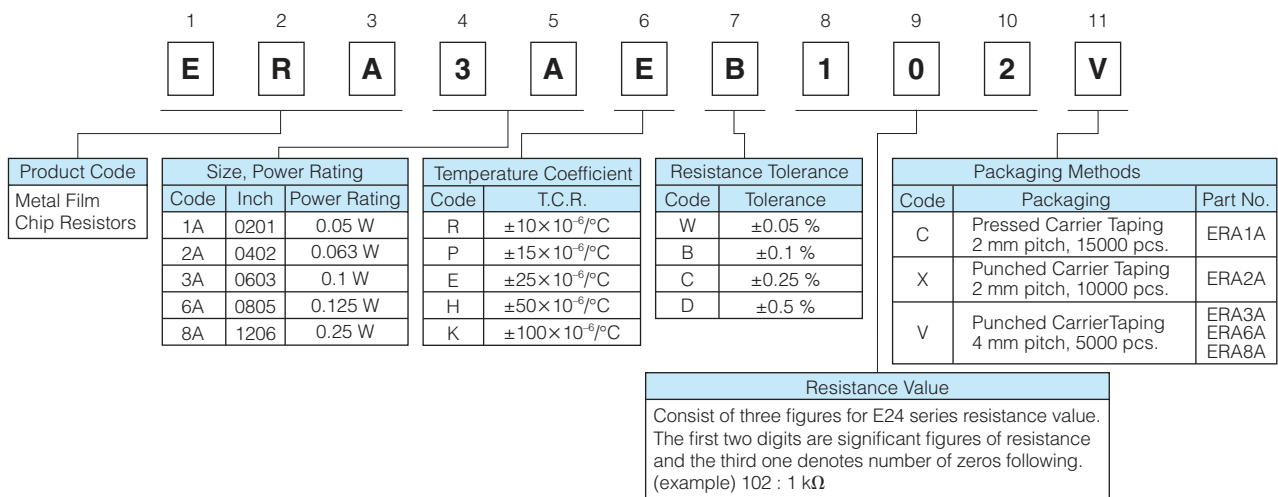 1 2 3 4 5 6 7 8 9 10 11
E R A 3 A E B 1 0 2 V
Product Code
Metal Film
Chip Resistors
Size, Power Rating
Code Inch Power Rating
1A 0201 0.05 W
2A 0402 0.063 W
3A 0603 0.1 W
6A 0805 0.125 W
8A 1206 0.25 W
Temperature Coefficient
Code T.C.R.
R ±10×10⁻⁶/°C
P ±15×10⁻⁶/°C
E ±25×10⁻⁶/°C
H ±50×10⁻⁶/°C
K ±100×10⁻⁶/°C
Resistance Tolerance
Code Tolerance
W ±0.05 %
B ±0.1 %
C ±0.25 %
D ±0.5 %
Packaging Methods
Code Packaging Part No.
C Pressed Carrier Taping
2 mm pitch, 15000 pcs. ERA1A
X Punched Carrier Taping
2 mm pitch, 10000 pcs. ERA2A
V Punched CarrierTaping
4 mm pitch, 5000 pcs.
ERA3A
ERA6A
ERA8A
Resistance Value
Consist of three figures for E24 series resistance value.
The first two digits are significant figures of resistance
and the third one denotes number of zeros following.
(example) 102 : 1 kΩ